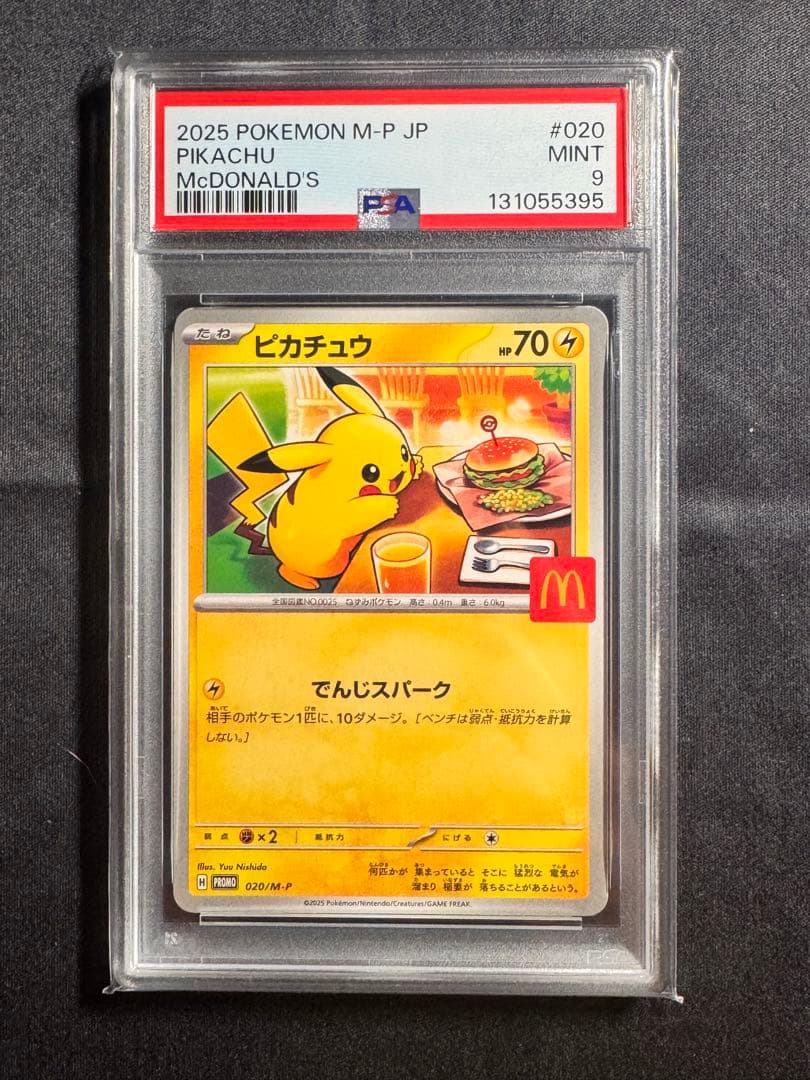 2025 POKEMON M-P JP #020
PIKACHU MINT
McDONALD'S 9
PSA 131055395
たね ピカチュウ HP 70
M
全国図鑑NO.0025 ねずみポケモン 高さ:0.4m 重さ:6.0kg
でんじスパーク
相手のポケモン1匹に、10ダメージ。[ベンチは弱点・抵抗力を計算
しない。]
弱点 ×2 抵抗力 にげる
Illus. Yuu Nishida
何匹かが 集まっていると そこに 猛烈な 電気が
H PROMO 020/M-P 溜まり 稲妻が 落ちることがあるという。
©2025 Pokémon/Nintendo/Creatures/GAME FREAK.